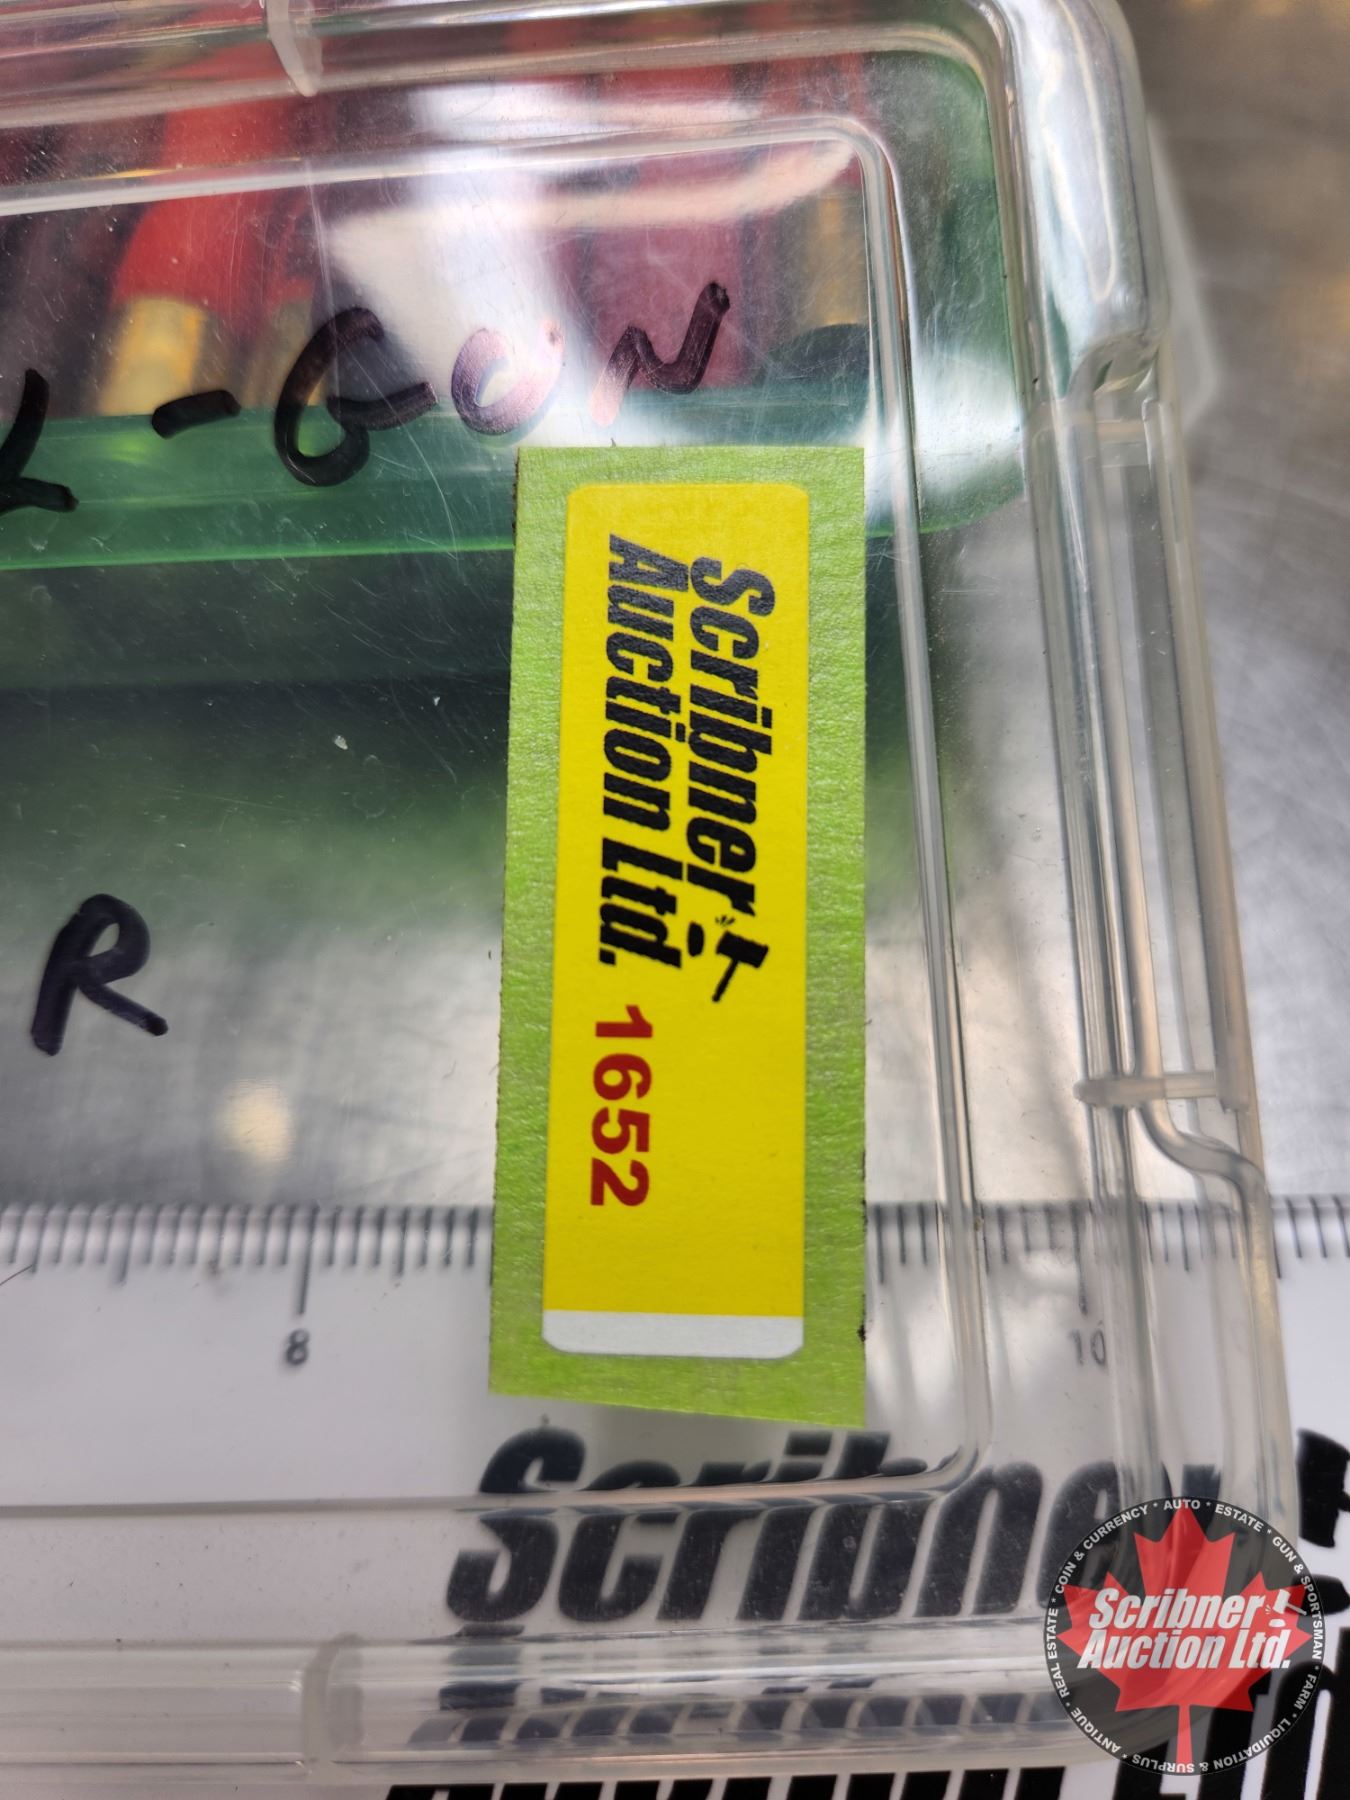 -GUN
R
Scribner
Auction Ltd.
1652
8
10
Scribner
Scribner
Auction Ltd.
ANTIQUE * REAL ESTATE * COIN & CURRENCY * AUTO * ESTATE * GUN & SPORTSMAN * FARM * LIQUIDATION & SURPLUS *